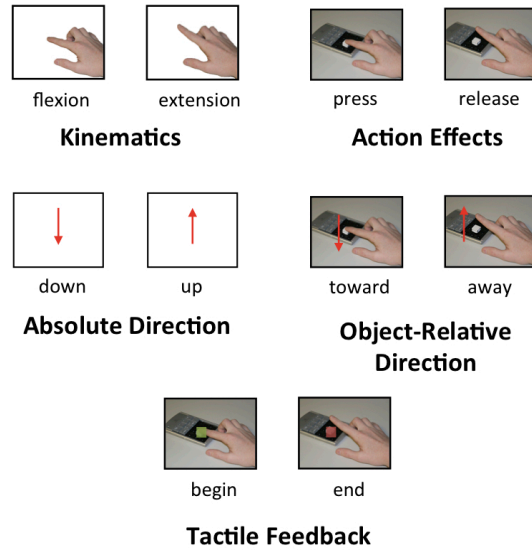 flexion
extension
Kinematics
press
release
Action Effects
down
up
Absolute Direction
toward
away
Object-Relative
Direction
begin
end
Tactile Feedback